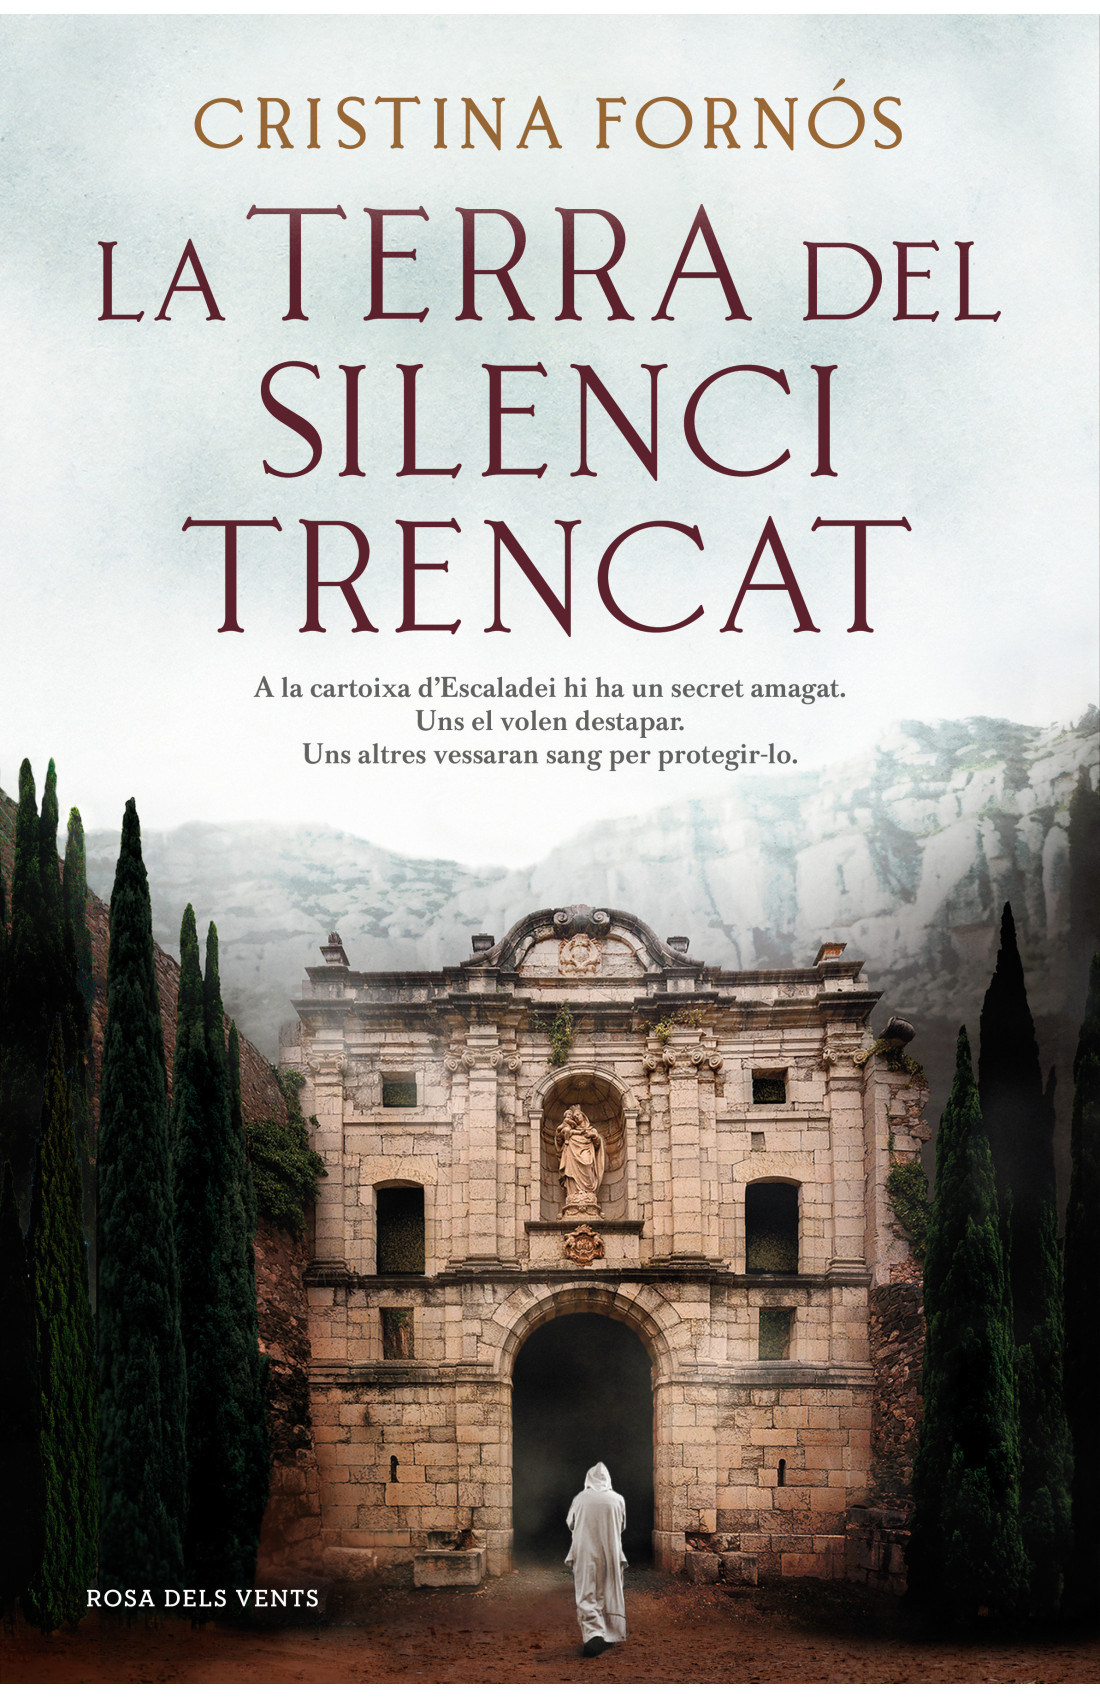 CRISTINA FORNÓS
LA TERRA DEL
SILENCI
TRENCAT
A la cartoixa d’Escaladei hi ha un secret amagat.
Uns el volen destapar.
Uns altres vessaran sang per protegir-lo.
ROSA DELS VENTS